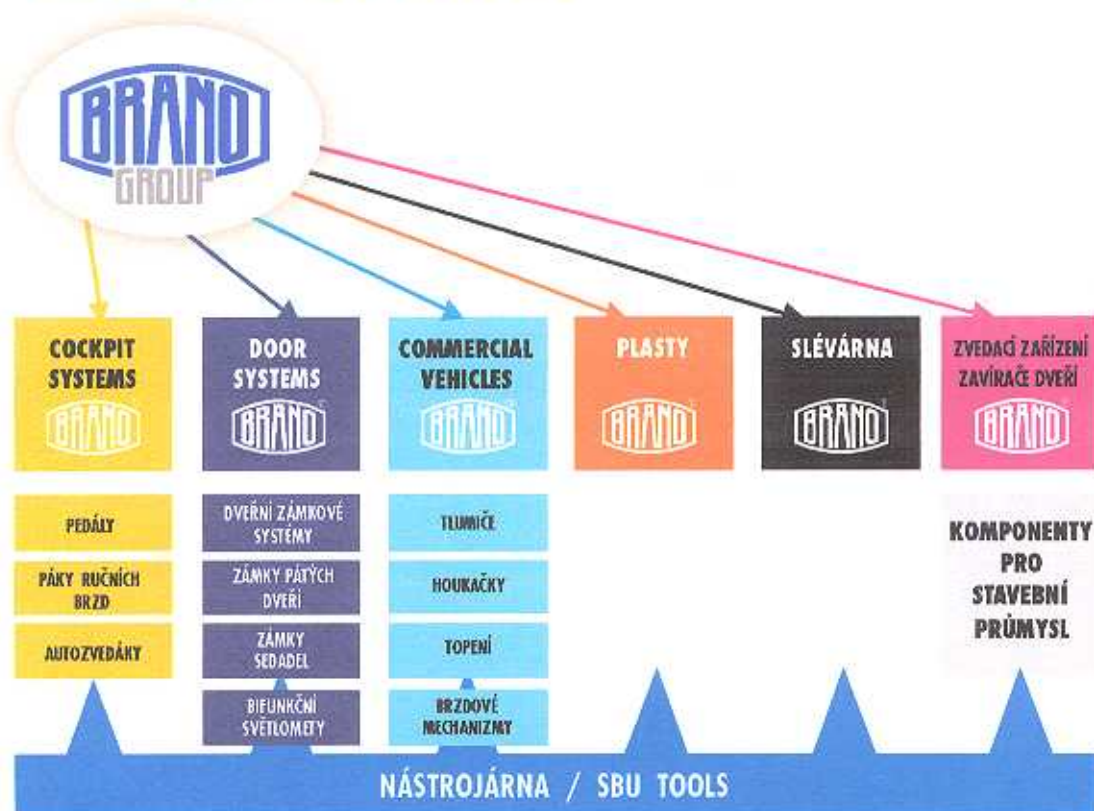 BRANO
GROUP
COCKPIT
SYSTEMS
BRANO
DOOR
SYSTEMS
BRANO
COMMERCIAL
VEHICLES
BRANO
PLASTY
BRANO
SLÉVÁRNA
BRANO
ZVEDACÍ ZAŘÍZENÍ
ZAVÍRAČE DVEŘÍ
BRANO
PEDÁLY
PÁKY RUČNÍCH
BRZD
AUTOZVEDÁKY
DVEŘNÍ ZÁMKOVÉ
SYSTÉMY
ZÁMKY PÁTÝCH
DVEŘÍ
ZÁMKY
SEDADEL
BIFUNKČNÍ
SVĚTLOMETY
TLUMIČE
HOUKAČKY
TOPENÍ
BRZDOVÉ
MECHANIZMY
KOMPONENTY
PRO
STAVEBNÍ
PRŮMYSL
NÁSTROJÁRNA / SBU TOOLS